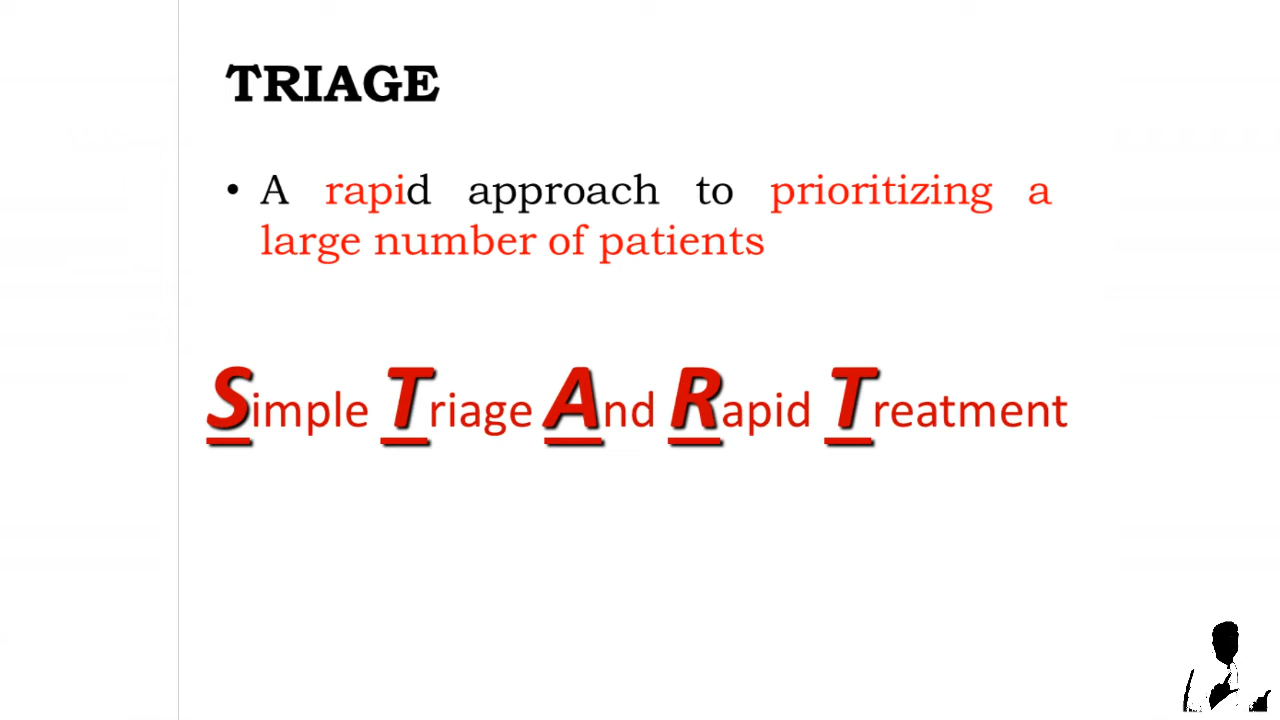 TRIAGE
• A rapid approach to prioritizing a
large number of patients
Simple Triage And Rapid Treatment